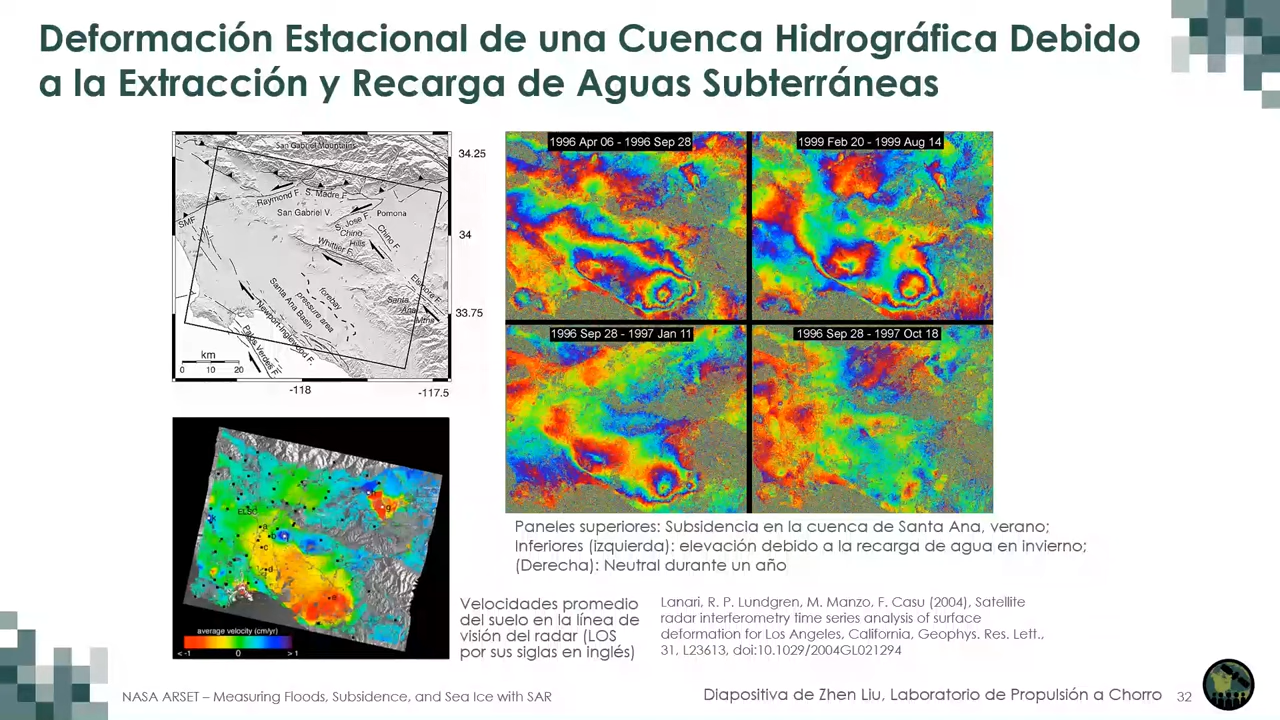 Deformación Estacional de una Cuenca Hidrográfica Debido
a la Extracción y Recarga de Aguas Subterráneas
San Gabriel Mountains
34.25
Raymond F.
S. Madre F.
San Gabriel V.
Pomona
SMF
S. Jose F.
Chino
Hills
Chino F.
34
Whittier F.
Elsinore F.
forebay
pressure area
Santa Ana Basin
Santa
Ana
Mtns
Newport-Inglewood F.
33.75
Palos Verdes F.
km
0 10 20
-118
-117.5
1996 Apr 06 - 1996 Sep 28
1999 Feb 20 - 1999 Aug 14
1996 Sep 28 - 1997 Jan 11
1996 Sep 28 - 1997 Oct 18
Paneles superiores: Subsidencia en la cuenca de Santa Ana, verano;
Inferiores (izquierda): elevación debido a la recarga de agua en invierno;
(Derecha): Neutral durante un año
a
b
c
d
e
g
average velocity (cm/yr)
< -1 0 > 1
Velocidades promedio
del suelo en la línea de
visión del radar (LOS
por sus siglas en inglés)
Lanari, R. P. Lundgren, M. Manzo, F. Casu (2004), Satellite
radar interferometry time series analysis of surface
deformation for Los Angeles, California, Geophys. Res. Lett.,
31, L23613, doi:10.1029/2004GL021294
NASA ARSET – Measuring Floods, Subsidence, and Sea Ice with SAR
Diapositiva de Zhen Liu, Laboratorio de Propulsión a Chorro
32